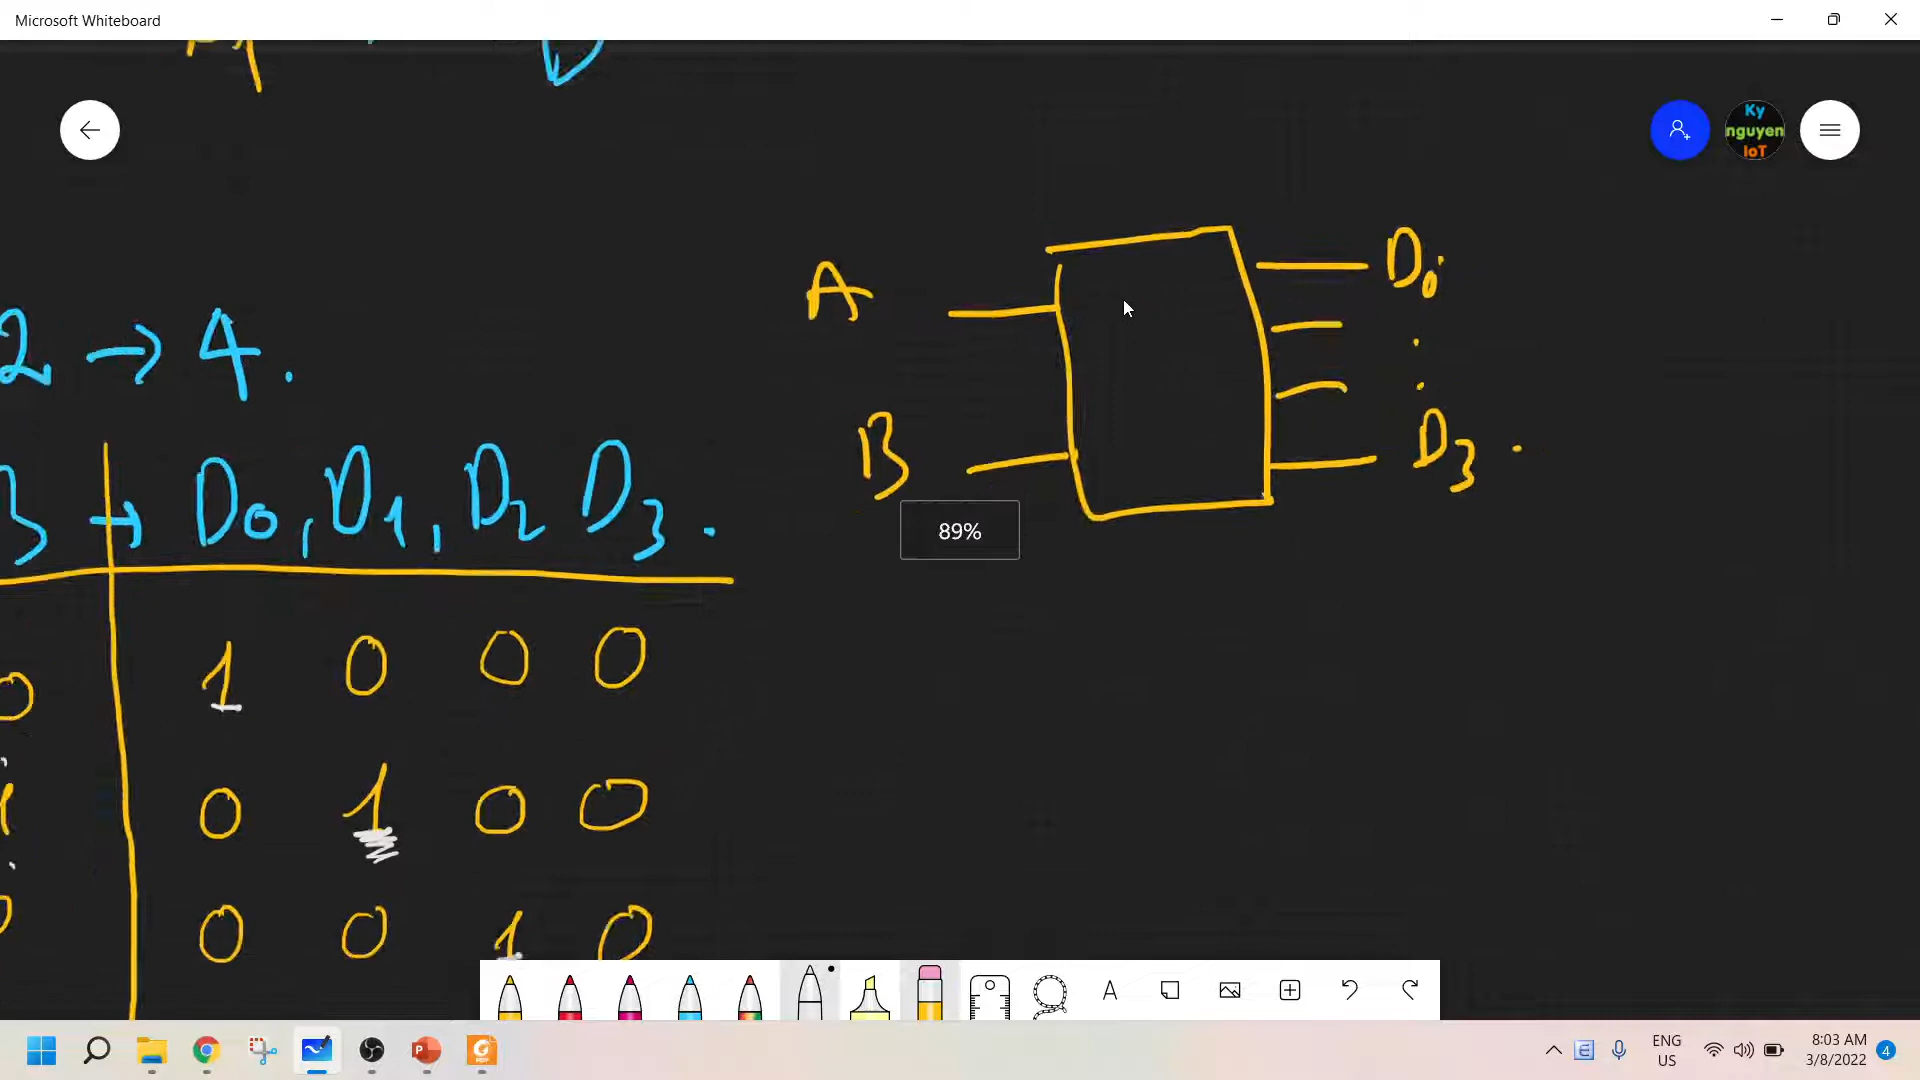 Microsoft Whiteboard
Ky
nguyen
IoT
A
D0
2 → 4.
B
D3.
→ D0, D1, D2 D3.
89%
0 1 0 0 0
0 1 0 0
0 0 1 0
A
ENG
US
8:03 AM
3/8/2022
4